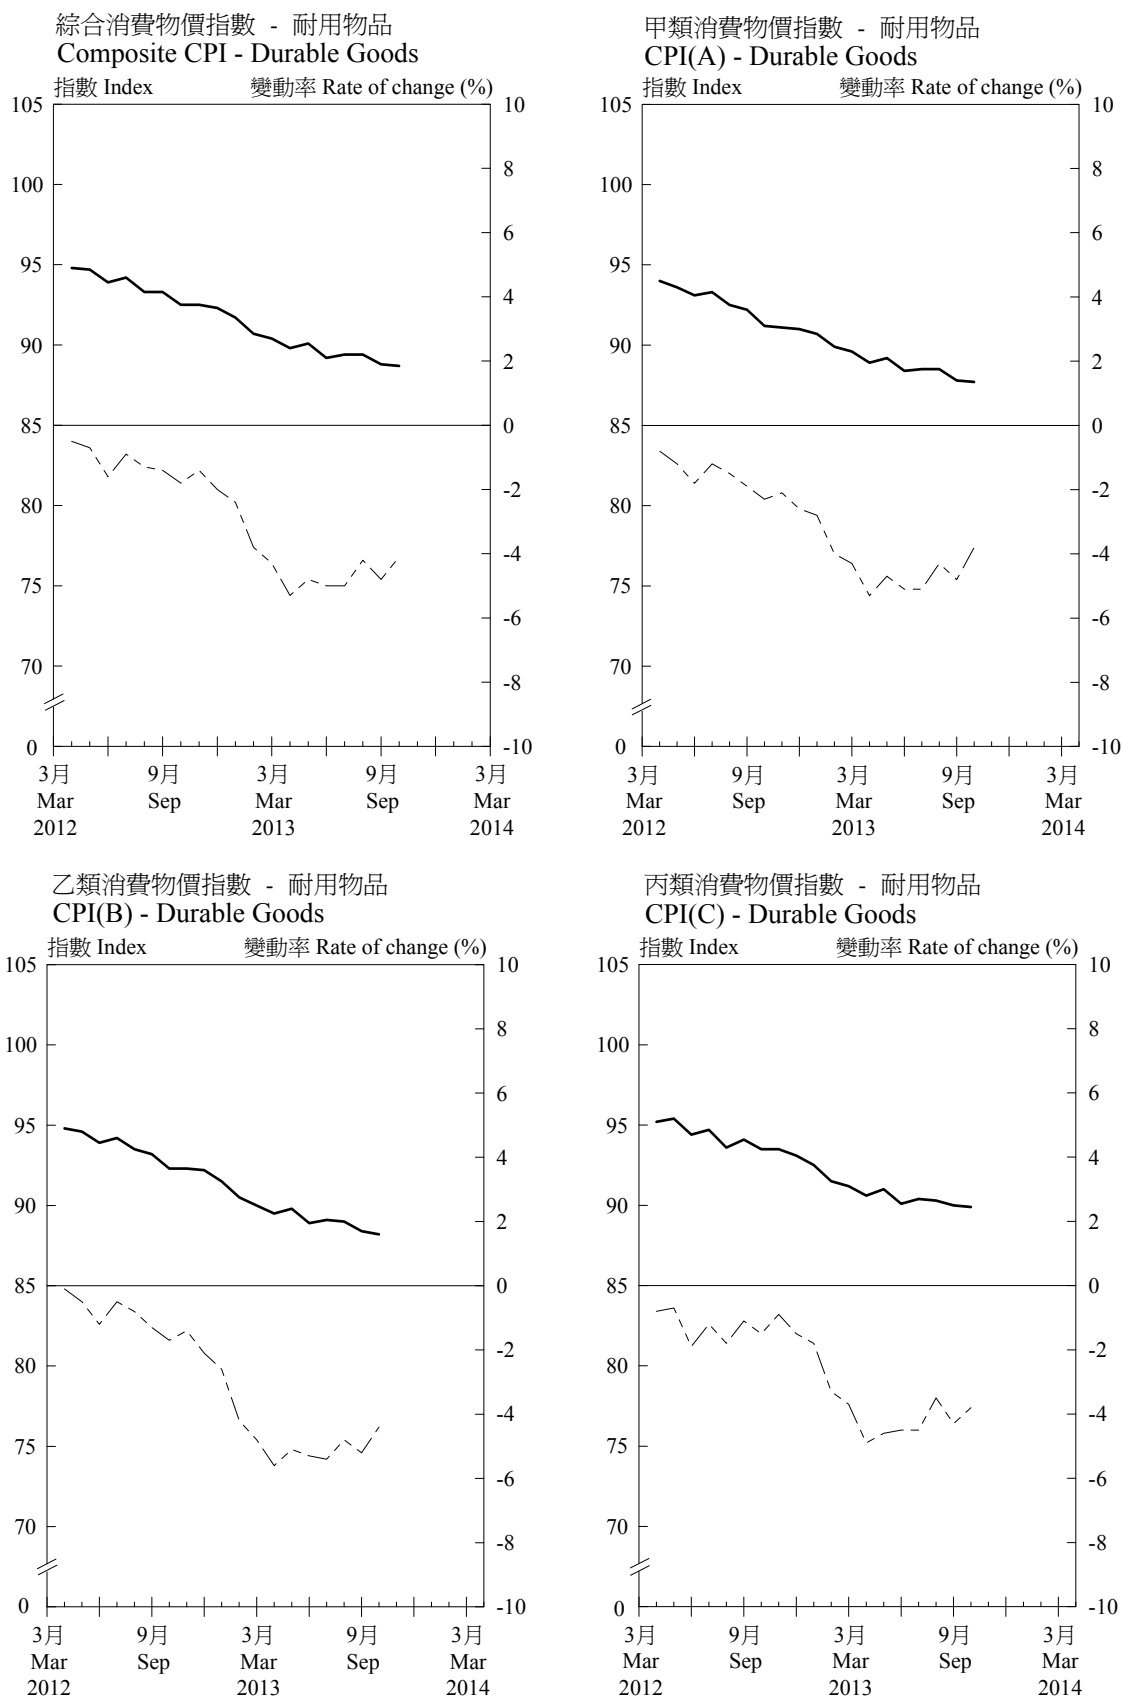 綜合消費物價指數 - 耐用物品
Composite CPI - Durable Goods
指數 Index 變動率 Rate of change (%)
105 10
8
100
6
95
4
90
2
85 0
-2
80
-4
75
-6
70
-8
0 -10
3月 9月 3月 9月 3月
Mar Sep Mar Sep Mar
2012 2013 2014
甲類消費物價指數 - 耐用物品
CPI(A) - Durable Goods
指數 Index 變動率 Rate of change (%)
105 10
8
100
6
95
4
90
2
85 0
-2
80
-4
75
-6
70
-8
0 -10
3月 9月 3月 9月 3月
Mar Sep Mar Sep Mar
2012 2013 2014
乙類消費物價指數 - 耐用物品
CPI(B) - Durable Goods
指數 Index 變動率 Rate of change (%)
105 10
8
100
6
95
4
90
2
85 0
-2
80
-4
75
-6
70
-8
0 -10
3月 9月 3月 9月 3月
Mar Sep Mar Sep Mar
2012 2013 2014
丙類消費物價指數 - 耐用物品
CPI(C) - Durable Goods
指數 Index 變動率 Rate of change (%)
105 10
8
100
6
95
4
90
2
85 0
-2
80
-4
75
-6
70
-8
0 -10
3月 9月 3月 9月 3月
Mar Sep Mar Sep Mar
2012 2013 2014